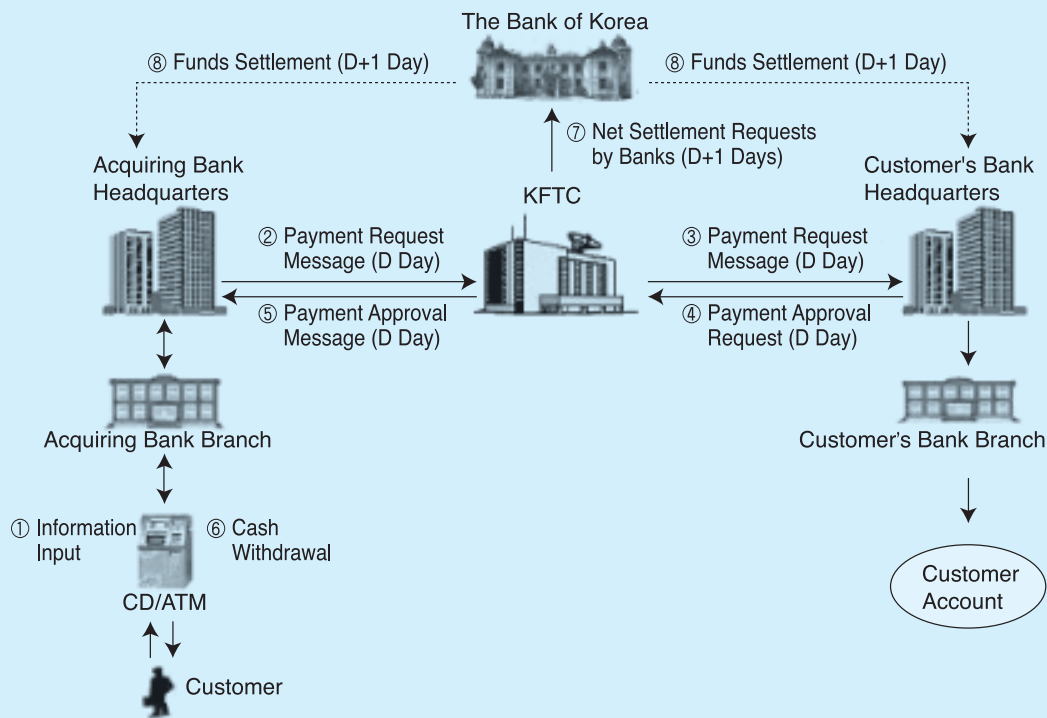 The Bank of Korea
⑧ Funds Settlement (D+1 Day)
⑧ Funds Settlement (D+1 Day)
⑦ Net Settlement Requests
by Banks (D+1 Days)
Acquiring Bank
Headquarters
KFTC
Customer's Bank
Headquarters
② Payment Request
Message (D Day)
③ Payment Request
Message (D Day)
⑤ Payment Approval
Message (D Day)
④ Payment Approval
Request (D Day)
Acquiring Bank Branch
Customer's Bank Branch
① Information
Input
⑥ Cash
Withdrawal
CD/ATM
Customer
Account
Customer